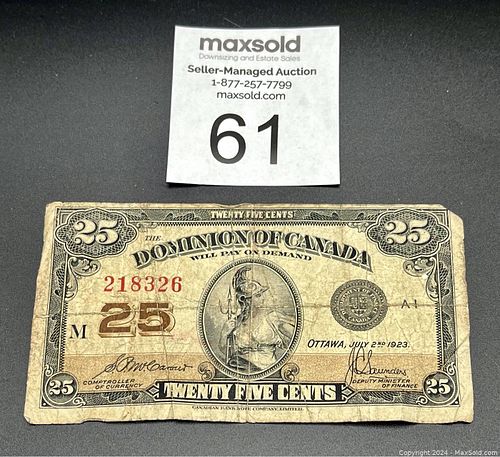 maxsold
Downsizing and Estate Sales
Seller-Managed Auction
1-877-257-7799
maxsold.com
61
TWENTY FIVE CENTS
25 25
THE
DOMINION OF CANADA
WILL PAY ON DEMAND
218326
M 25
A1
OTTAWA, JULY 2ND 1923.
COMPTROLLER OF CURRENCY
J.C. Saunders
DEPUTY MINISTER OF FINANCE
25 TWENTY FIVE CENTS 25
CANADIAN BANK NOTE COMPANY, LIMITED.
Copyright 2024 - MaxSold.com